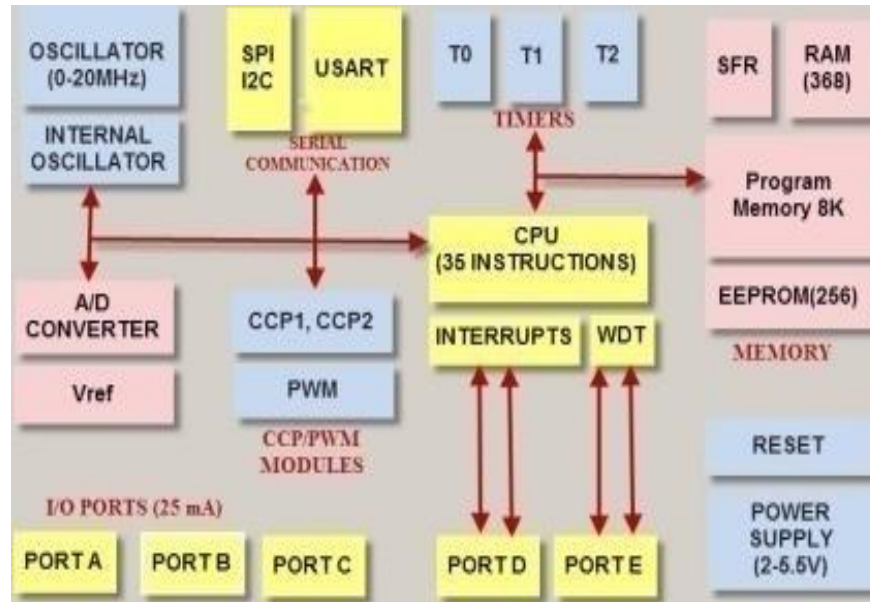 OSCILLATOR
(0-20MHz)
INTERNAL
OSCILLATOR
SPI
I2C
USART
SERIAL
COMMUNICATION
T0
T1
T2
TIMERS
SFR
RAM
(368)
Program
Memory 8K
EEPROM(256)
MEMORY
CPU
(35 INSTRUCTIONS)
A/D
CONVERTER
Vref
CCP1, CCP2
PWM
CCP/PWM
MODULES
INTERRUPTS
WDT
RESET
POWER
SUPPLY
(2-5.5V)
I/O PORTS (25 mA)
PORT A
PORT B
PORT C
PORT D
PORT E